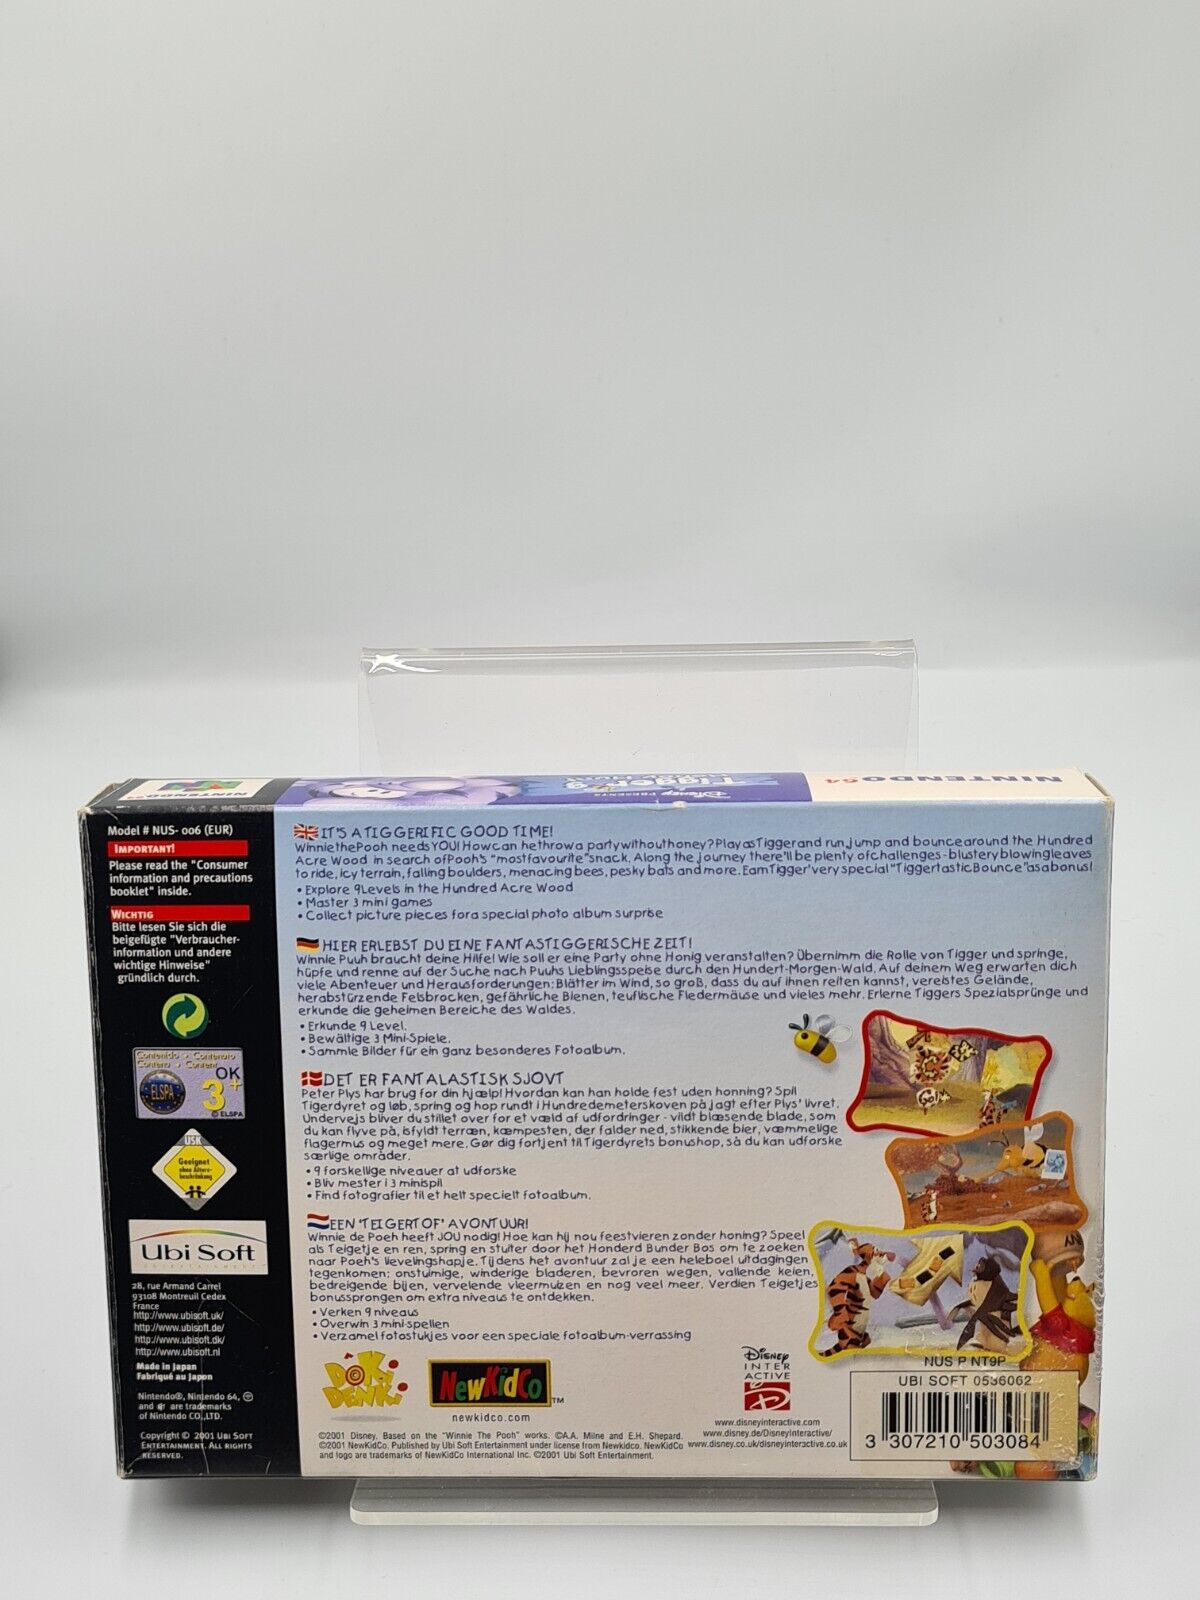 NINTENDO64
Disney PRESENTS
Tigger's
Honey Hunt
NINTENDO64
Model # NUS- 006 (EUR)
IMPORTANT!
Please read the "Consumer
information and precautions
booklet" inside.
WICHTIG
Bitte lesen Sie sich die
beigefügte "Verbraucher-
information und andere
wichtige Hinweise"
gründlich durch.
Contenido • Contenuto
Contenu • Content
ELSPA
OK
3+
© ELSPA
USK
Geeignet
ohne Alters-
beschränkung
Ubi Soft
ENTERTAINMENT
28, rue Armand Carrel
93108 Montreuil Cedex
France
http://www.ubisoft.uk/
http://www.ubisoft.de/
http://www.ubisoft.dk/
http://www.ubisoft.nl
Made in Japan
Fabriqué au Japon
Nintendo®, Nintendo 64,
and are trademarks
of Nintendo CO.,LTD.
Copyright © 2001 UBI SOFT
ENTERTAINMENT. ALL RIGHTS
RESERVED.
IT'S A TIGGERIFIC GOOD TIME!
Winnie the Pooh needs YOU! How can he throw a party without honey? Play as Tigger and run, jump and bounce around the Hundred
Acre Wood in search of Pooh's "most favourite" snack. Along the journey there'll be plenty of challenges - blustery blowing leaves
to ride, icy terrain, falling boulders, menacing bees, pesky bats and more. Earn Tigger' very special "Tiggertastic Bounce" as a bonus!
• Explore 9 Levels in the Hundred Acre Wood
• Master 3 mini games
• Collect picture pieces for a special photo album surprise
HIER ERLEBST DU EINE FANTASTIGGERISCHE ZEIT!
Winnie Puuh braucht deine Hilfe! Wie soll er eine Party ohne Honig veranstalten? Übernimm die Rolle von Tigger und springe,
hüpfe und renne auf der Suche nach Puuhs Lieblingsspeise durch den Hundert-Morgen-Wald. Auf deinem Weg erwarten dich
viele Abenteuer und Herausforderungen: Blätter im Wind, so groß, dass du auf ihnen reiten kannst, vereistes Gelände,
herabstürzende Felsbrocken, gefährliche Bienen, teuflische Fledermäuse und vieles mehr. Erlerne Tiggers Spezialsprünge und
erkunde die geheimen Bereiche des Waldes.
• Erkunde 9 Level.
• Bewältige 3 Mini-Spiele.
• Sammle Bilder für ein ganz besonderes Fotoalbum.
DET ER FANTALASTISK SJOVT
Peter Plys har brug for din hjælp! Hvordan kan han holde fest uden honning? Spil
Tigerdyret og løb, spring og hop rundt i Hundredemeterskoven på jagt efter Plys' livret.
Undervejs bliver du stillet over for et væld af udfordringer - vildt blæsende blade, som
du kan flyve på, isfyldt terræn, kæmpesten, der falder ned, stikkende bier, væmmelige
flagermus og meget mere. Gør dig fortjent til Tigerdyrets bonushop, så du kan udforske
særlige områder.
• 9 forskellige niveauer at udforske
• Bliv mester i 3 minispil
• Find fotografier til et helt specielt fotoalbum.
EEN 'TEIGERTOF' AVONTUUR!
Winnie de Poeh heeft JOU nodig! Hoe kan hij nou feestvieren zonder honing? Speel
als Teigetje en ren, spring en stuiter door het Honderd Bunder Bos om te zoeken
naar Poeh's lievelingshapje. Tijdens het avontuur zal je een heleboel uitdagingen
tegenkomen: onstuimige, winderige bladeren, bevroren wegen, vallende keien,
bedreigende bijen, vervelende vleermuizen en nog veel meer. Verdien Teigetjes
bonussprongen om extra niveaus te ontdekken.
• Verken 9 niveaus
• Overwin 3 mini-spellen
• Verzamel fotostukjes voor een speciale fotoalbum-verrassing
DOKI
DENKI
NEWKIDCO TM
newkidco.com
DISNEY
INTER
ACTIVE
www.disneyinteractive.com
www.disney.de/DisneyInteractive/
www.disney.co.uk/disneyinteractive.co.uk
©2001 Disney. Based on the "Winnie The Pooh" works. ©A.A. Milne and E.H. Shepard.
©2001 NewKidCo. Published by Ubi Soft Entertainment under license from Newkidco. NewKidCo
and logo are trademarks of NewKidCo International Inc. ©2001 Ubi Soft Entertainment.
NUS P NT9P
UBI SOFT 0536062
3 307210 503084